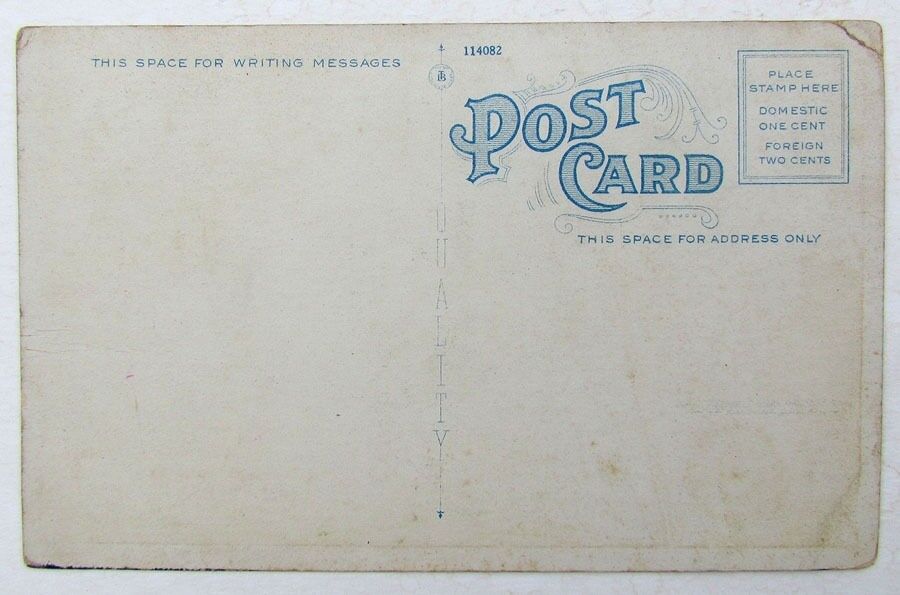 THIS SPACE FOR WRITING MESSAGES
114082
POST
CARD
PLACE
STAMP HERE
DOMESTIC
ONE CENT
FOREIGN
TWO CENTS
THIS SPACE FOR ADDRESS ONLY
QUALITY